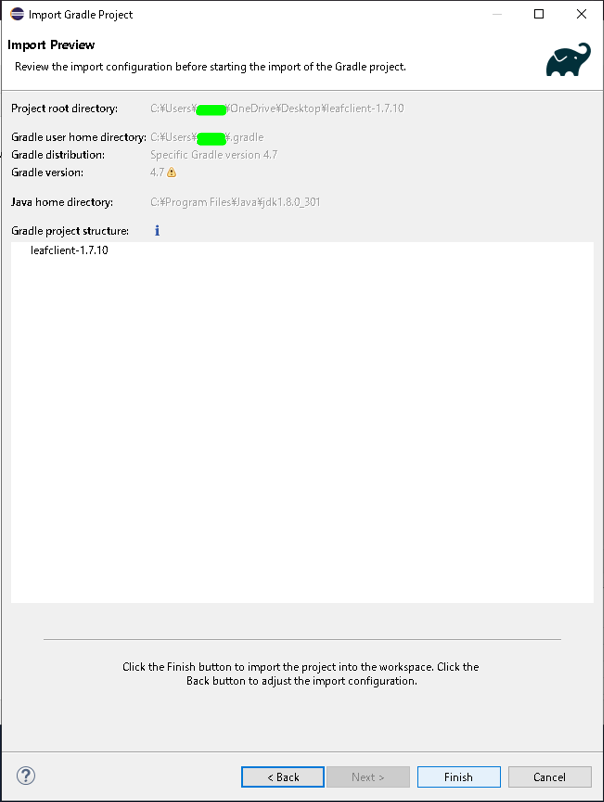 Import Gradle Project
Import Preview
Review the import configuration before starting the import of the Gradle project.
Project root directory: C:¥Users¥ ¥OneDrive¥Desktop¥leafclient-1.7.10
Gradle user home directory: C:¥Users¥ ¥.gradle
Gradle distribution: Specific Gradle version 4.7
Gradle version: 4.7
Java home directory: C:¥Program Files¥Java¥jdk1.8.0_301
Gradle project structure:
leafclient-1.7.10
Click the Finish button to import the project into the workspace. Click the
Back button to adjust the import configuration.
< Back Next > Finish Cancel